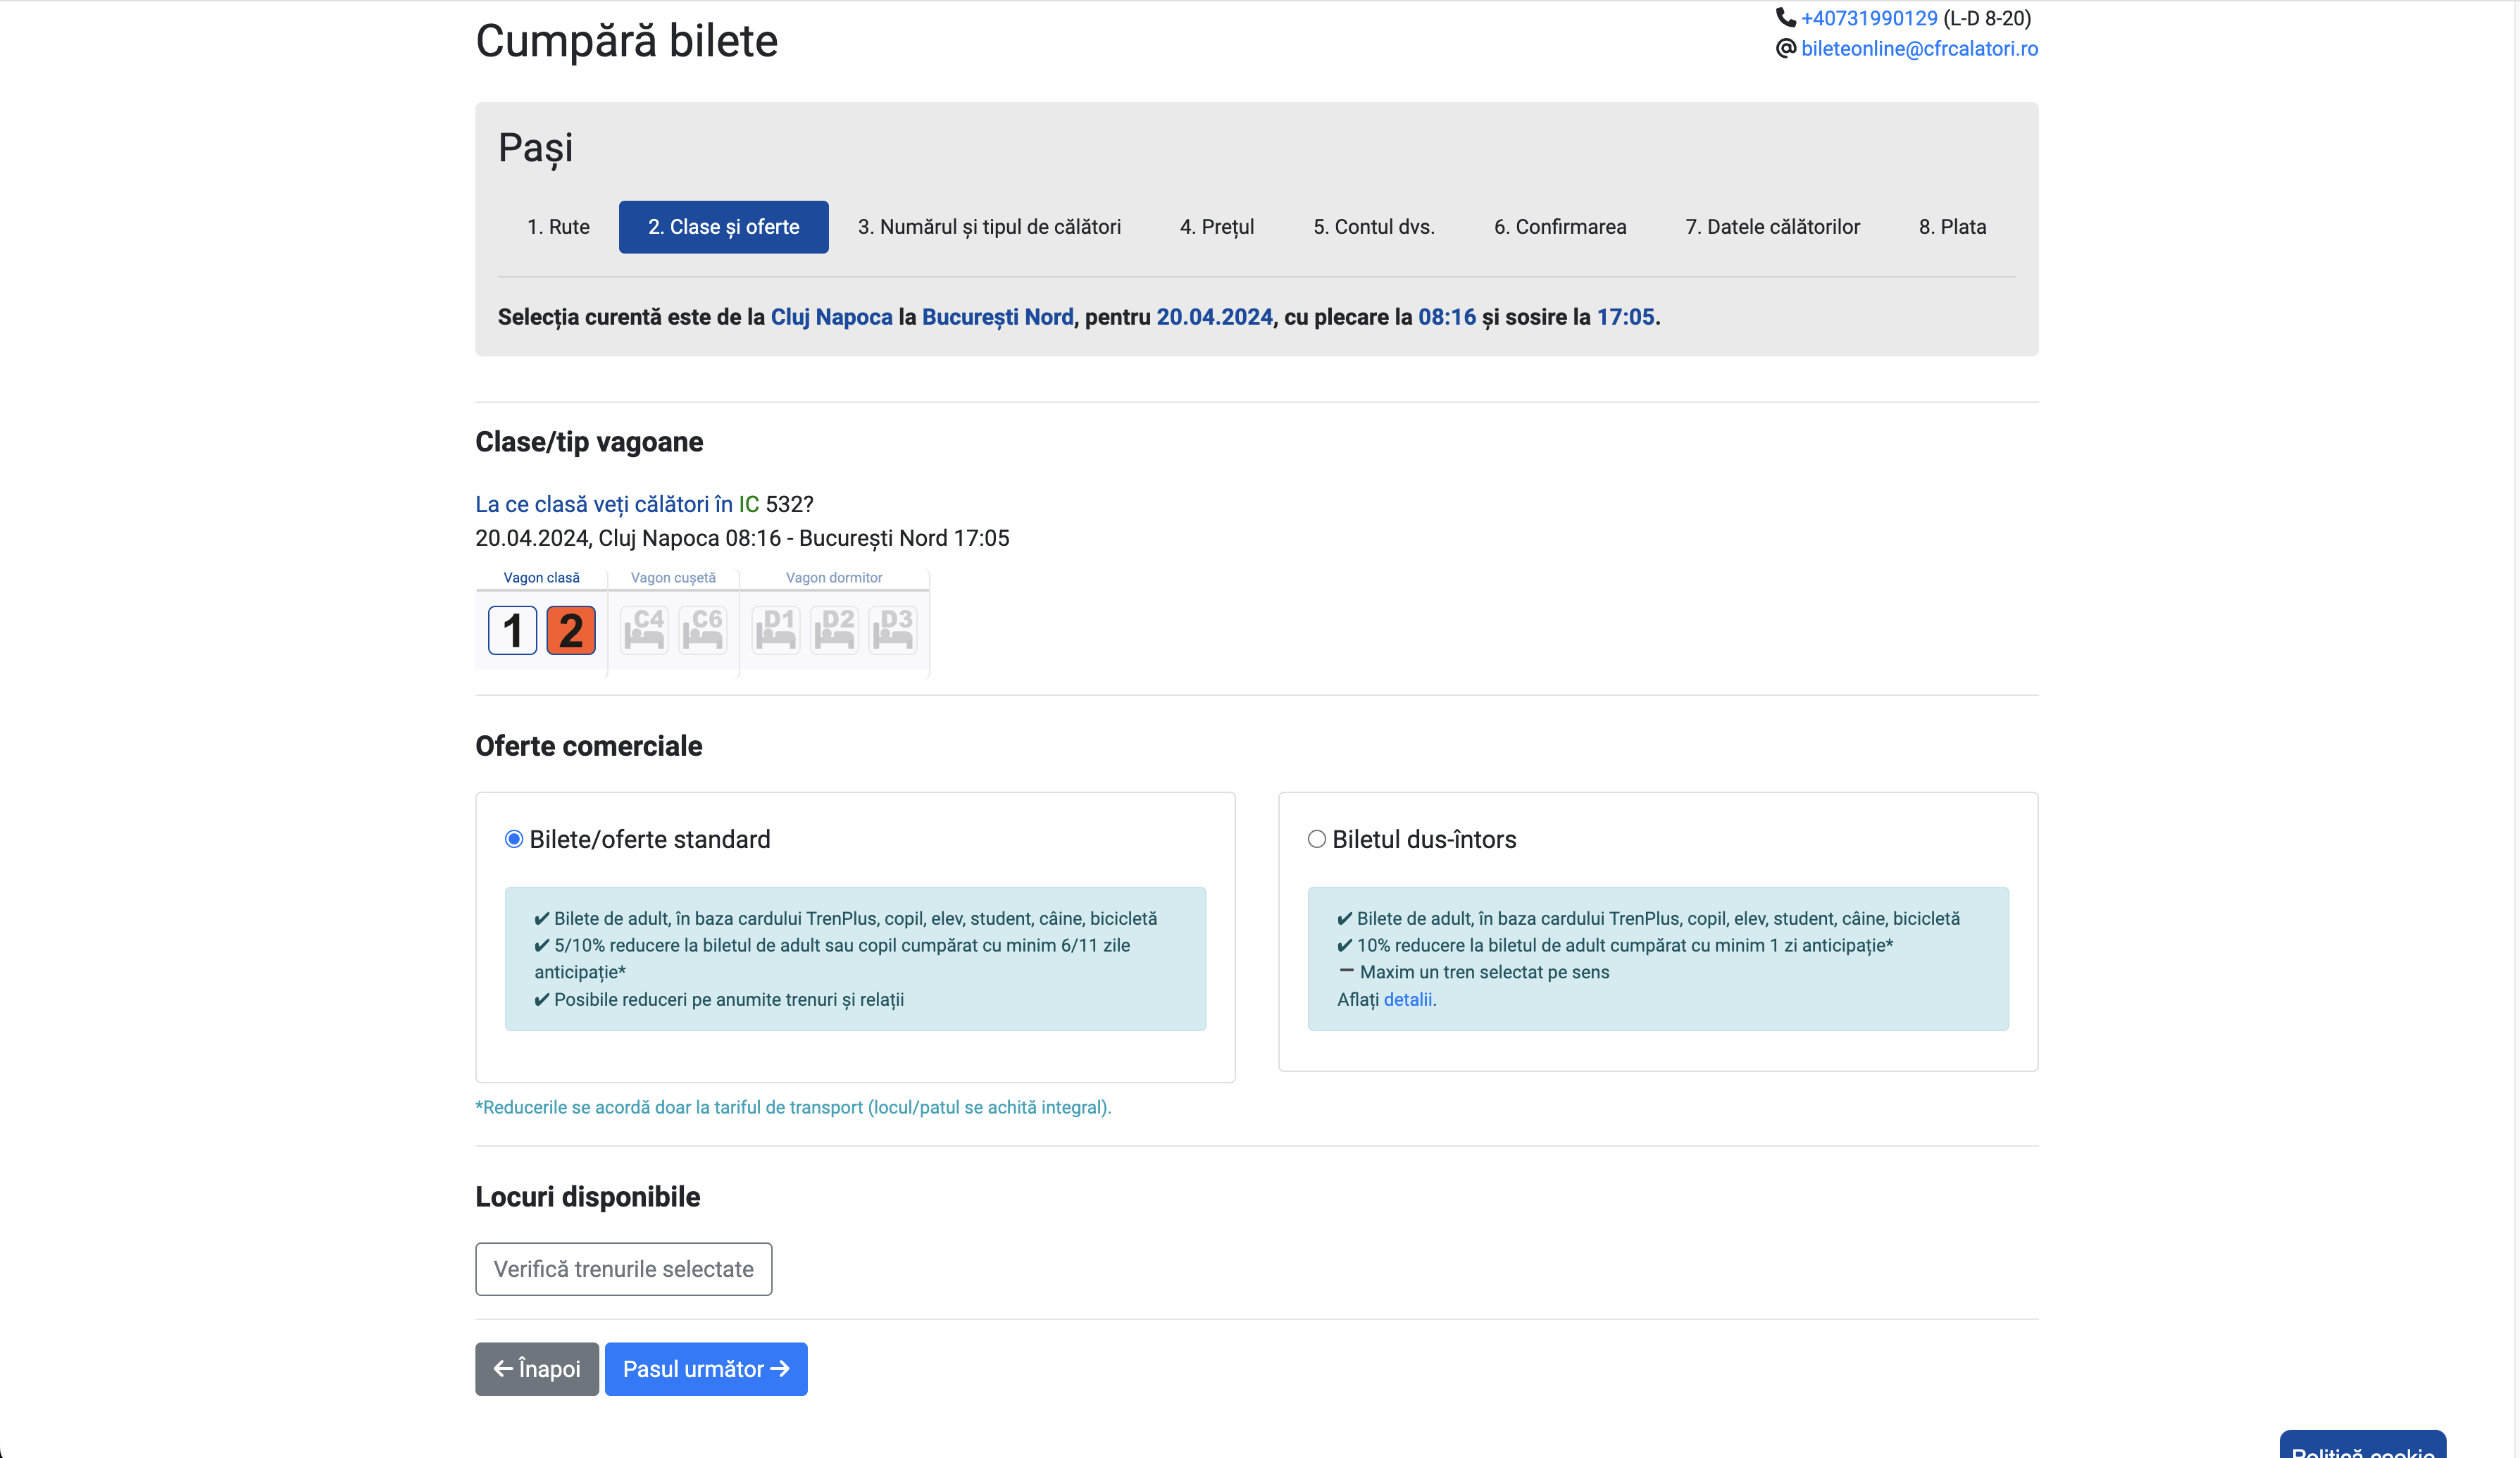 Cumpără bilete
+40731990129 (L-D 8-20)
bileteonline@cfrcalatori.ro
Pași
1. Rute
2. Clase și oferte
3. Numărul și tipul de călători
4. Prețul
5. Contul dvs.
6. Confirmarea
7. Datele călătorilor
8. Plata
Selecția curentă este de la Cluj Napoca la București Nord, pentru 20.04.2024, cu plecare la 08:16 și sosire la 17:05.
Clase/tip vagoane
La ce clasă veți călători în IC 532?
20.04.2024, Cluj Napoca 08:16 - București Nord 17:05
Vagon clasă
Vagon cușetă
Vagon dormitor
1 2 C4 C6 D1 D2 D3
Oferte comerciale
Bilete/oferte standard
✔ Bilete de adult, în baza cardului TrenPlus, copil, elev, student, câine, bicicletă
✔ 5/10% reducere la biletul de adult sau copil cumpărat cu minim 6/11 zile
anticipație*
✔ Posibile reduceri pe anumite trenuri și relații
Biletul dus-întors
✔ Bilete de adult, în baza cardului TrenPlus, copil, elev, student, câine, bicicletă
✔ 10% reducere la biletul de adult cumpărat cu minim 1 zi anticipație*
— Maxim un tren selectat pe sens
Aflați detalii.
*Reducerile se acordă doar la tariful de transport (locul/patul se achită integral).
Locuri disponibile
Verifică trenurile selectate
← Înapoi
Pasul următor →
Politică cookie